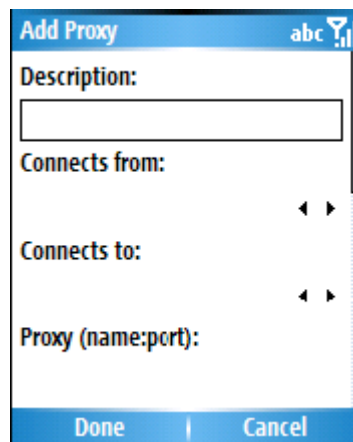 Add Proxy abc
Description:
Connects from:
Connects to:
Proxy (name:port):
Done Cancel